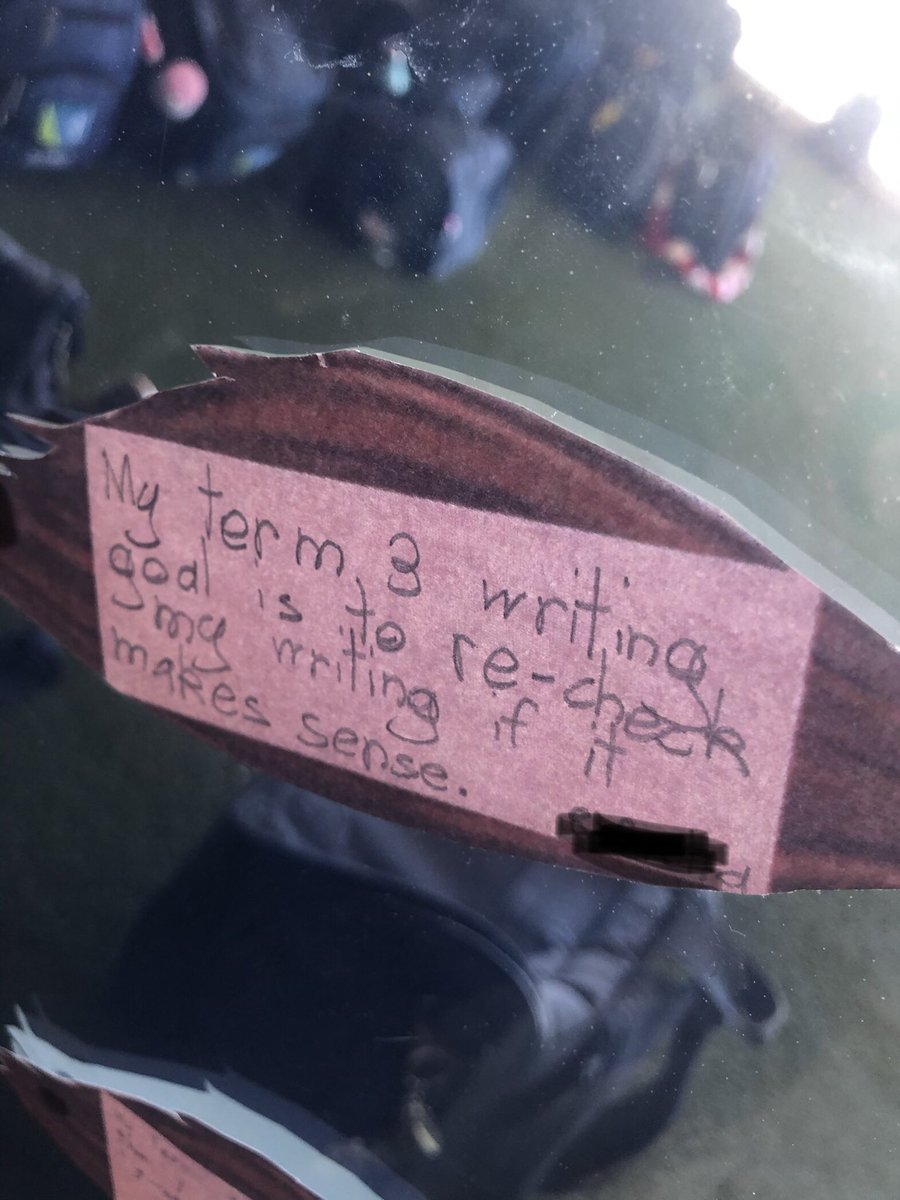 My term 3 writing
goal is to re-check
my writing if it
makes sense.